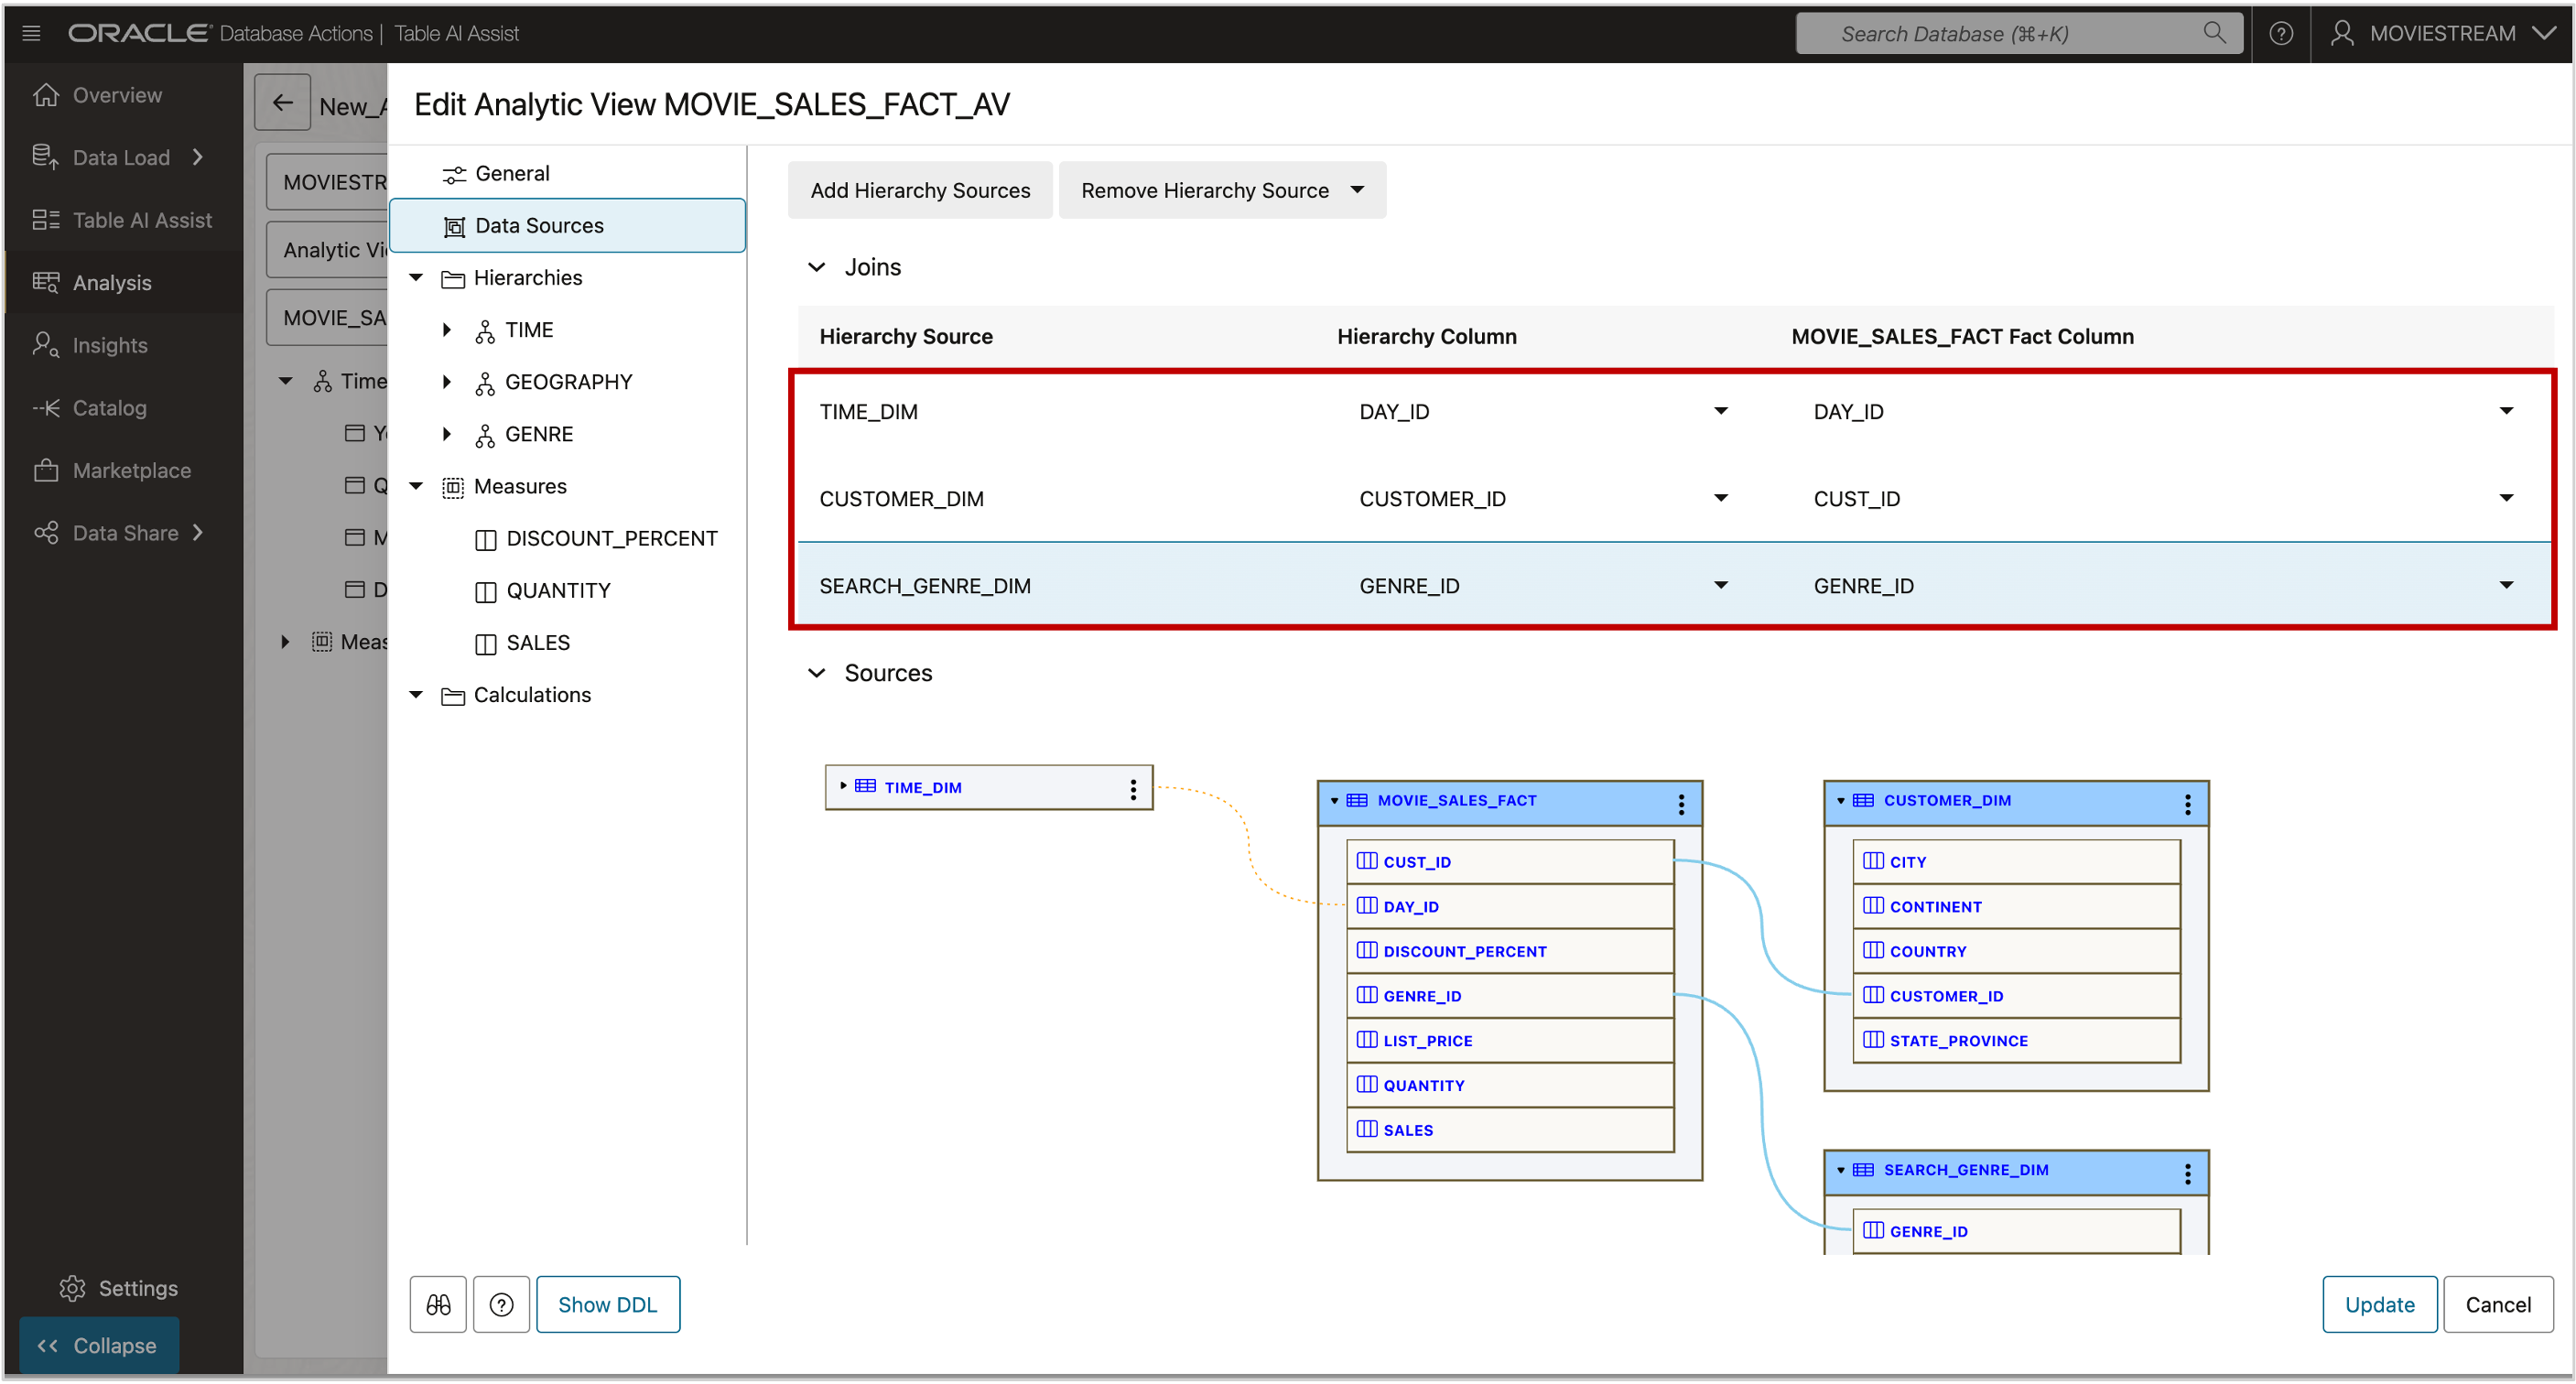 ORACLE Database Actions | Table AI Assist
Search Database (⌘+K)
MOVIESTREAM
Overview
Data Load
Table AI Assist
Analysis
Insights
Catalog
Marketplace
Data Share
Settings
Collapse
New_A
MOVIESTR
Analytic Vi
MOVIE_SA
Time
Q
M
D
Meas
Edit Analytic View MOVIE_SALES_FACT_AV
General
Data Sources
Hierarchies
TIME
GEOGRAPHY
GENRE
Measures
DISCOUNT_PERCENT
QUANTITY
SALES
Calculations
Add Hierarchy Sources
Remove Hierarchy Source
Joins
Hierarchy Source Hierarchy Column MOVIE_SALES_FACT Fact Column
TIME_DIM DAY_ID DAY_ID
CUSTOMER_DIM CUSTOMER_ID CUST_ID
SEARCH_GENRE_DIM GENRE_ID GENRE_ID
Sources
TIME_DIM
MOVIE_SALES_FACT
CUST_ID
DAY_ID
DISCOUNT_PERCENT
GENRE_ID
LIST_PRICE
QUANTITY
SALES
CUSTOMER_DIM
CITY
CONTINENT
COUNTRY
CUSTOMER_ID
STATE_PROVINCE
SEARCH_GENRE_DIM
GENRE_ID
Show DDL
Update
Cancel